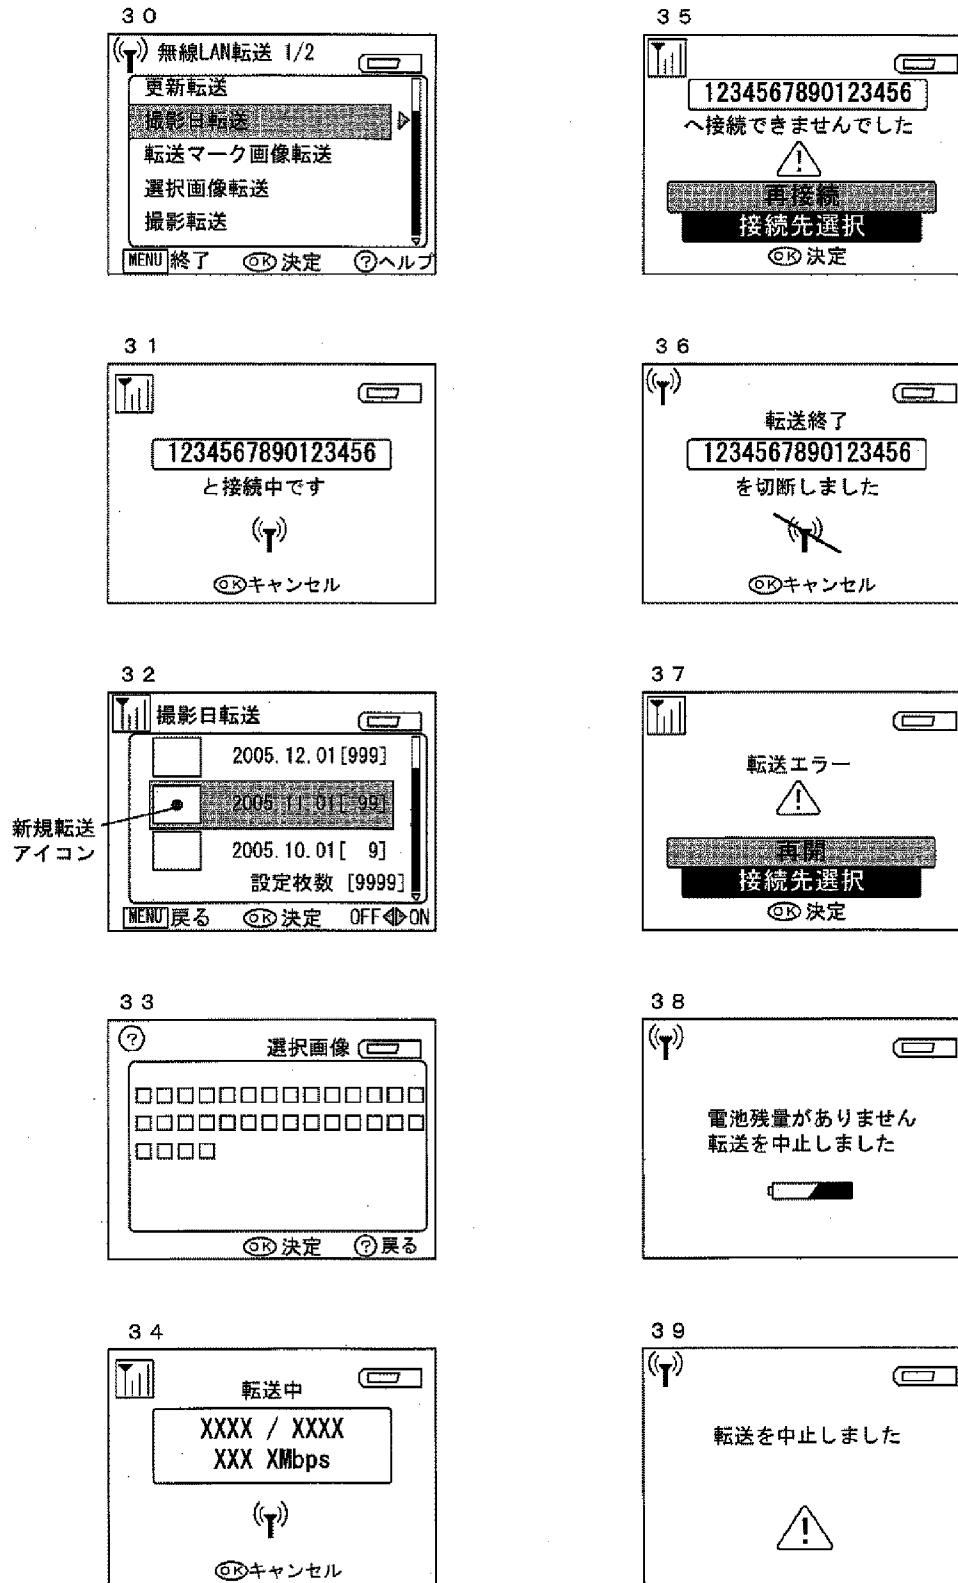 30
無線LAN転送 1/2
更新転送
撮影日転送
転送マーク画像転送
選択画像転送
撮影転送
MENU 終了 OK 決定 ?ヘルプ
31
1234567890123456
と接続中です
OKキャンセル
32
撮影日転送
2005.12.01[999]
2005.11.01[ 99]
2005.10.01[  9]
設定枚数 [9999]
MENU 戻る OK 決定 OFF ON
新規転送
アイコン
33
?
選択画像
OK 決定 ?戻る
34
転送中
XXXX / XXXX
XXX XMbps
OKキャンセル
35
1234567890123456
へ接続できませんでした
!
再接続
接続先選択
OK 決定
36
転送終了
1234567890123456
を切断しました
OKキャンセル
37
転送エラー
!
再開
接続先選択
OK 決定
38
電池残量がありません
転送を中止しました
39
転送を中止しました
!